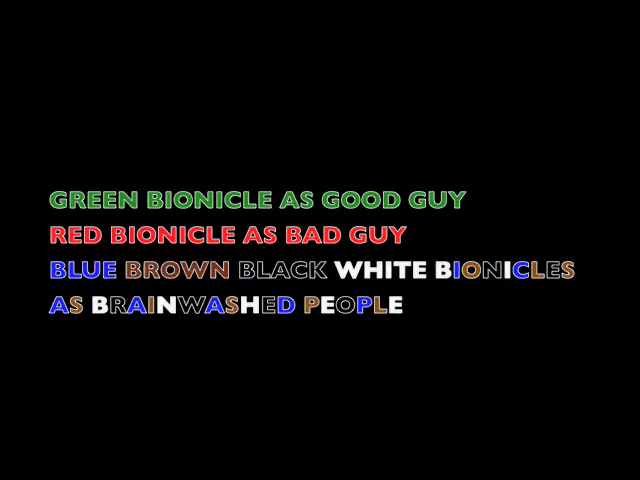 GREEN BIONICLE AS GOOD GUY
RED BIONICLE AS BAD GUY
BLUE BROWN BLACK WHITE BIONICLES
AS BRAINWASHED PEOPLE